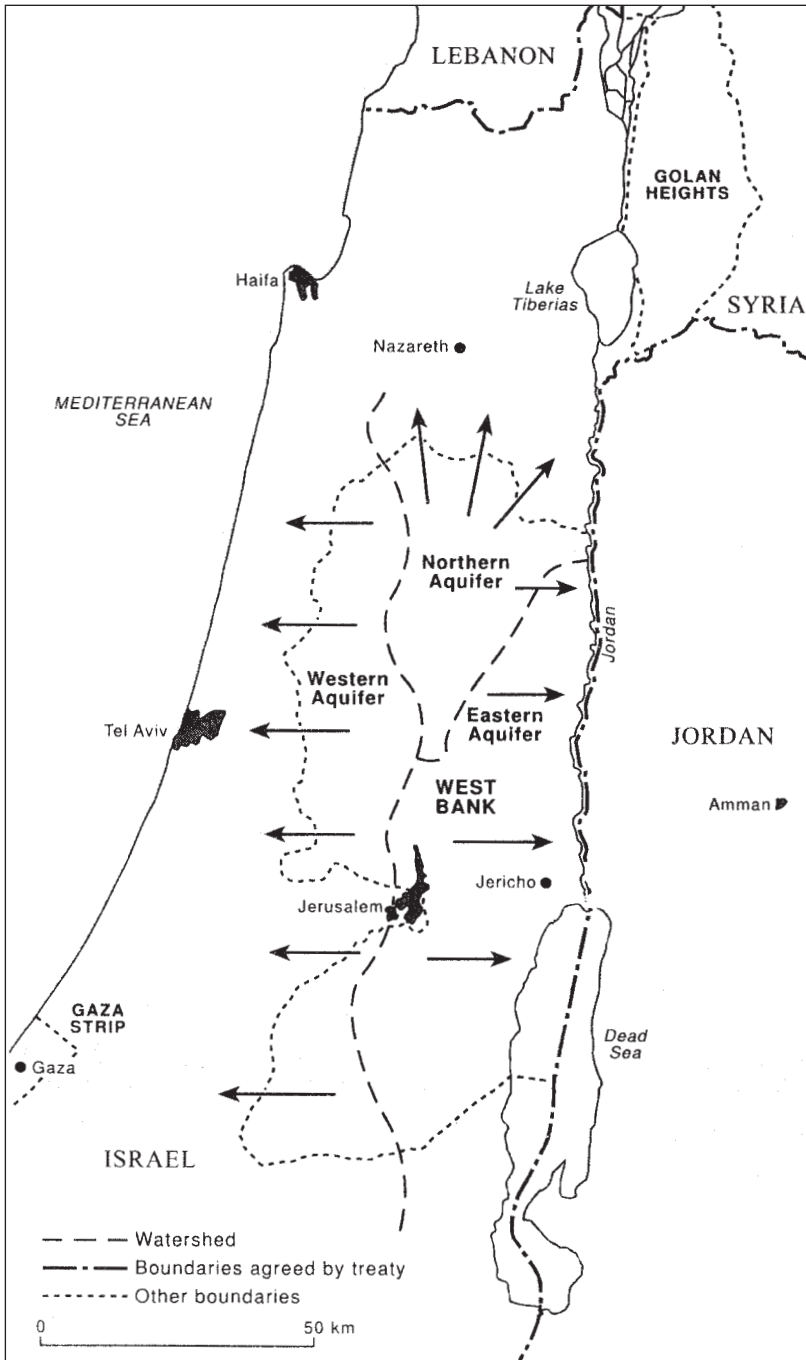 LEBANON
GOLAN
HEIGHTS
Haifa
Lake
Tiberias
SYRIA
Nazareth
MEDITERRANEAN
SEA
Northern
Aquifer
Jordan
Western
Aquifer
Eastern
Aquifer
Tel Aviv
JORDAN
WEST
BANK
Amman
Jericho
Jerusalem
GAZA
STRIP
Dead
Sea
Gaza
ISRAEL
Watershed
Boundaries agreed by treaty
Other boundaries
0 50 km